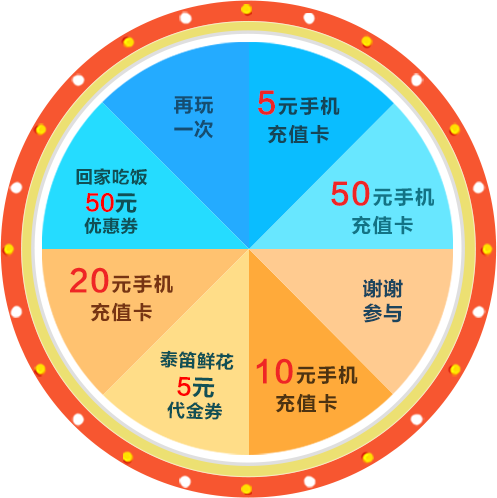 5元手机
充值卡
50元手机
充值卡
谢谢
参与
10元手机
充值卡
泰笛鲜花
5元
代金券
20元手机
充值卡
回家吃饭
50元
优惠券
再玩
一次